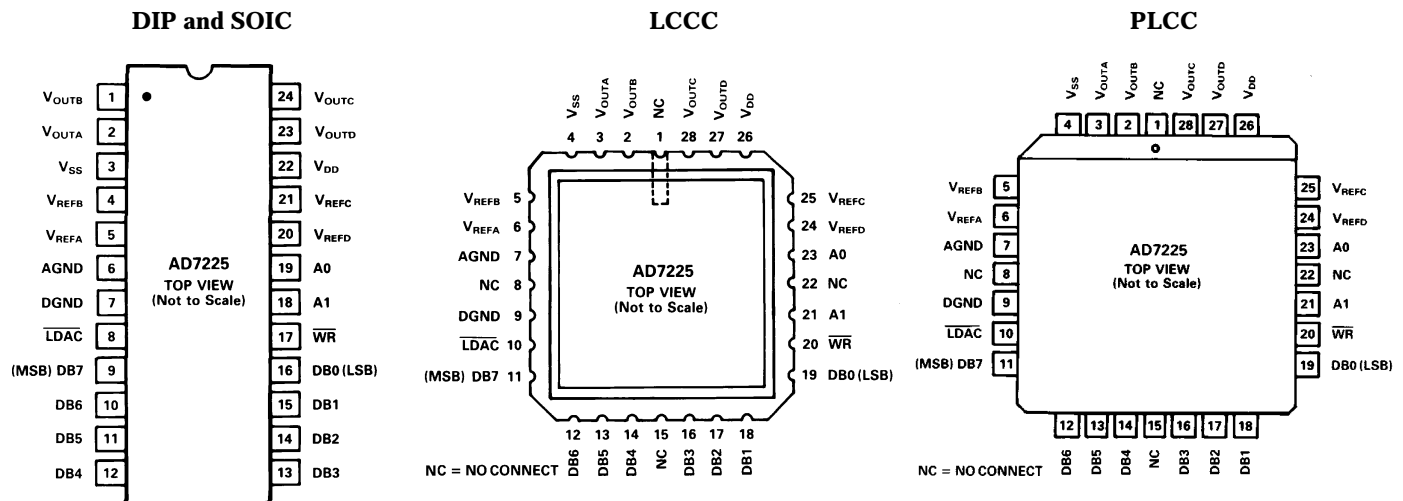 DIP and SOIC
VOUTB 1
VOUTA 2
VSS 3
VREFB 4
VREFA 5
AGND 6
DGND 7
LDAC 8
(MSB) DB7 9
DB6 10
DB5 11
DB4 12
24 VOUTC
23 VOUTD
22 VDD
21 VREFC
20 VREFD
19 A0
18 A1
17 WR
16 DB0 (LSB)
15 DB1
14 DB2
13 DB3
AD7225
TOP VIEW
(Not to Scale)
LCCC
VSS VOUTA VOUTB NC VOUTC VOUTD VDD
4 3 2 1 28 27 26
VREFB 5
VREFA 6
AGND 7
NC 8
DGND 9
LDAC 10
(MSB) DB7 11
25 VREFC
24 VREFD
23 A0
22 NC
21 A1
20 WR
19 DB0 (LSB)
AD7225
TOP VIEW
(Not to Scale)
12 13 14 15 16 17 18
DB6 DB5 DB4 NC DB3 DB2 DB1
NC = NO CONNECT
PLCC
VSS VOUTA VOUTB NC VOUTC VOUTD VDD
4 3 2 1 28 27 26
VREFB 5
VREFA 6
AGND 7
NC 8
DGND 9
LDAC 10
(MSB) DB7 11
25 VREFC
24 VREFD
23 A0
22 NC
21 A1
20 WR
19 DB0 (LSB)
AD7225
TOP VIEW
(Not to Scale)
12 13 14 15 16 17 18
DB6 DB5 DB4 NC DB3 DB2 DB1
NC = NO CONNECT